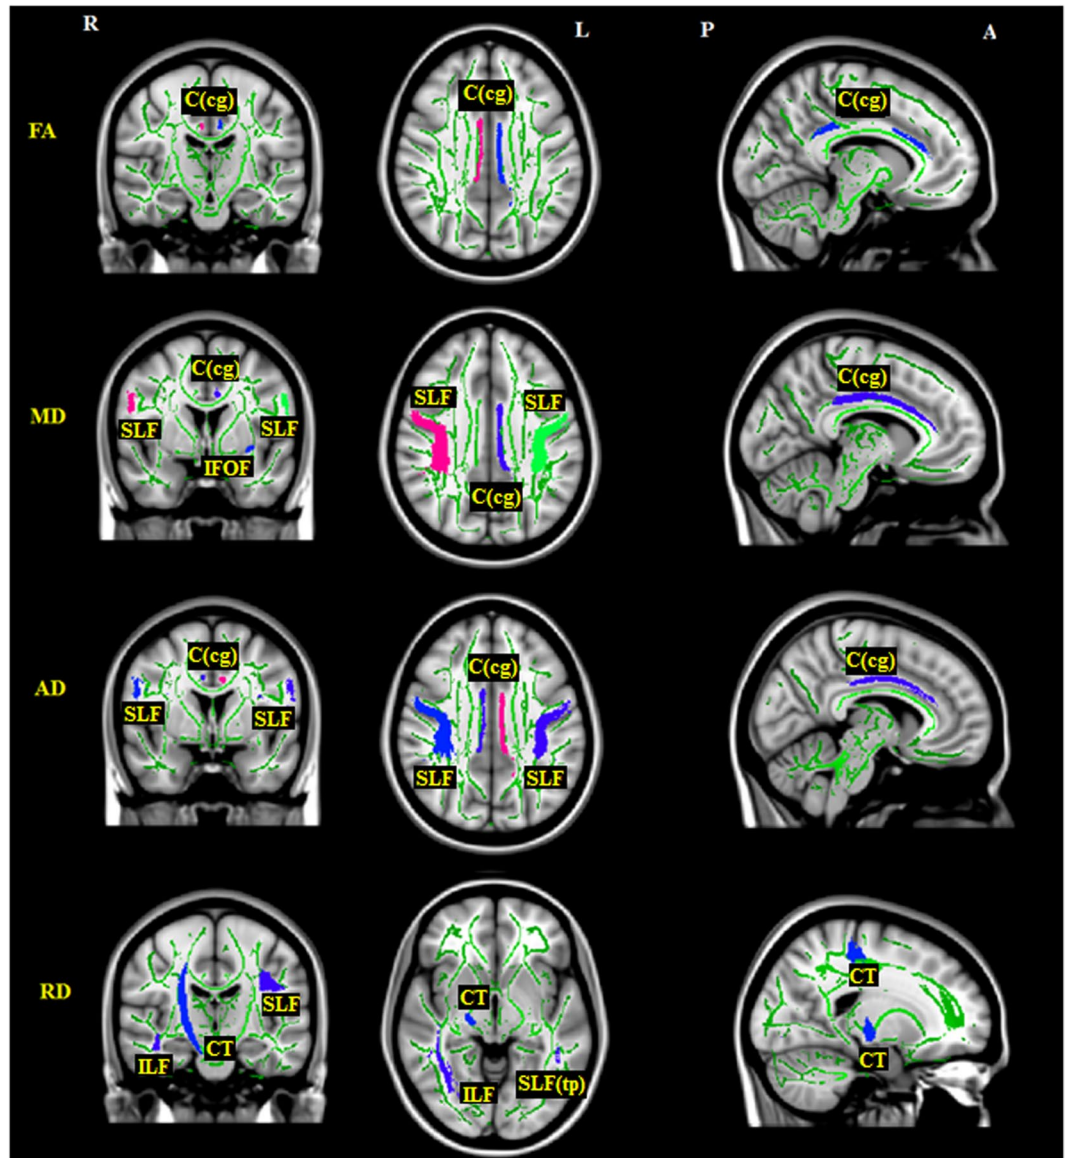 R L P A
FA C(cg) C(cg) C(cg)
MD C(cg) SLF SLF IFOF SLF SLF C(cg) C(cg)
AD C(cg) SLF SLF C(cg) SLF SLF C(cg)
RD SLF ILF CT CT ILF SLF(tp) CT CT